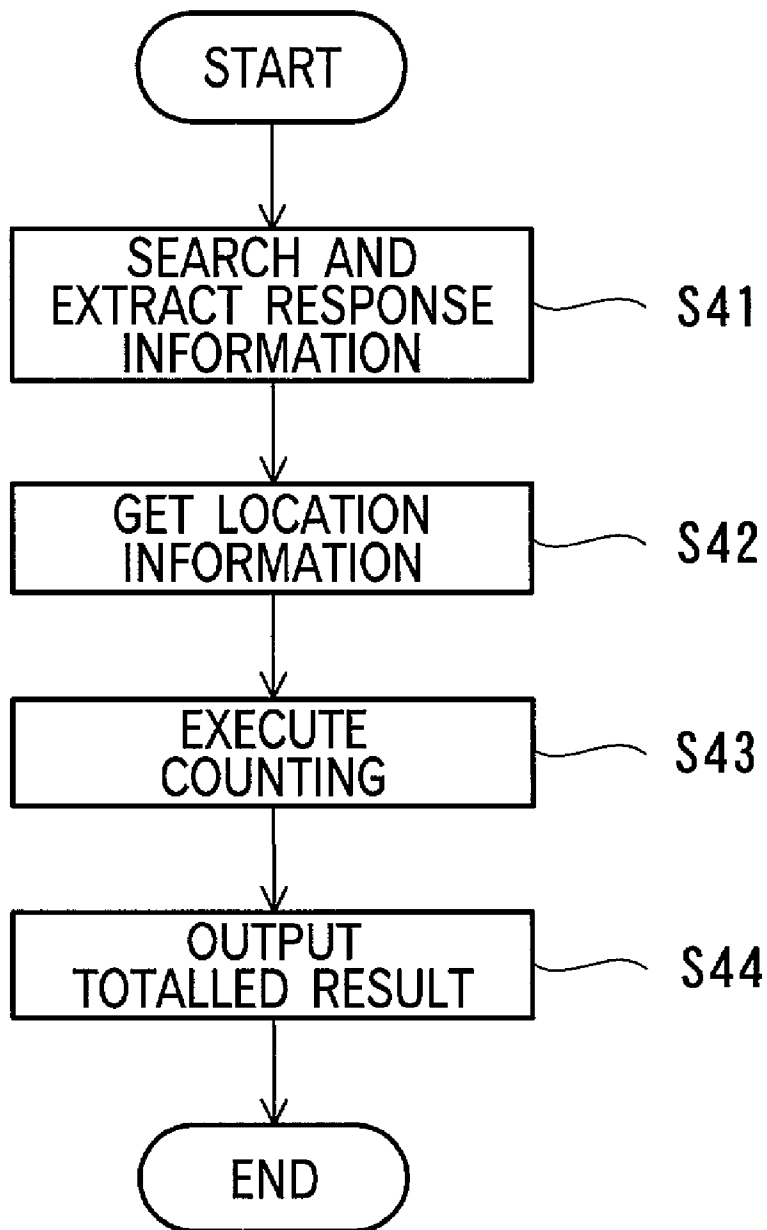 START
SEARCH AND
EXTRACT RESPONSE
INFORMATION
S41
GET LOCATION
INFORMATION
S42
EXECUTE
COUNTING
S43
OUTPUT
TOTALLED RESULT
S44
END